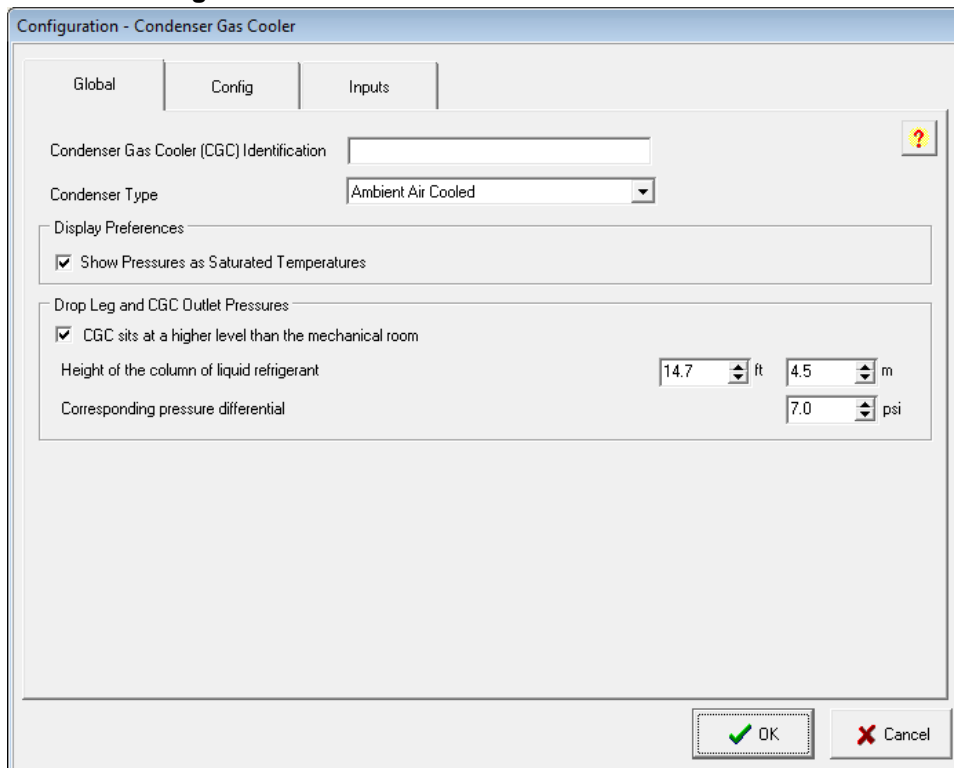 Configuration - Condenser Gas Cooler
Global Config Inputs
?
Condenser Gas Cooler (CGC) Identification
Condenser Type Ambient Air Cooled
Display Preferences
Show Pressures as Saturated Temperatures
Drop Leg and CGC Outlet Pressures
CGC sits at a higher level than the mechanical room
Height of the column of liquid refrigerant 14.7 ft 4.5 m
Corresponding pressure differential 7.0 psi
OK Cancel